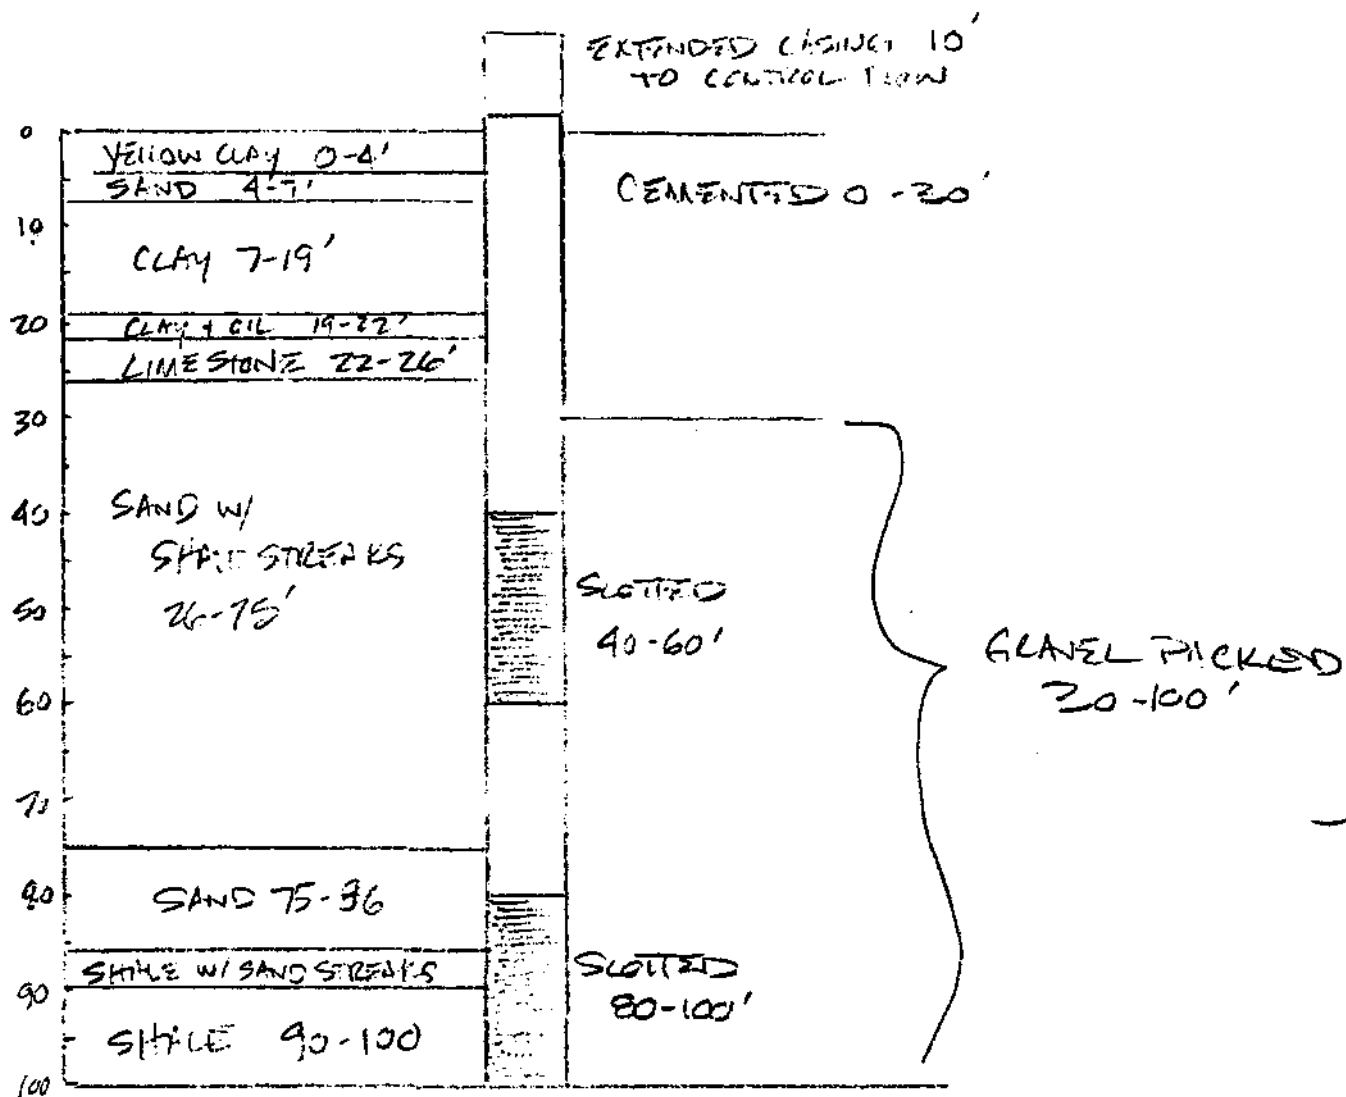 EXTENDED CASING 10'
TO CONTROL FLOW
0
YELLOW CLAY 0-4'
SAND 4-7'
CEMENTED 0-30'
10
CLAY 7-19'
20
CLAY + OIL 19-22'
LIMESTONE 22-26'
30
40
SAND W/
SHALE STREAKS
26-75'
50
SLOTTED
40-60'
GRAVEL PACKED
30-100'
60
70
80
SAND 75-86
SHALE W/ SAND STREAKS
SLOTTED
80-100'
90
SHALE 90-100
100